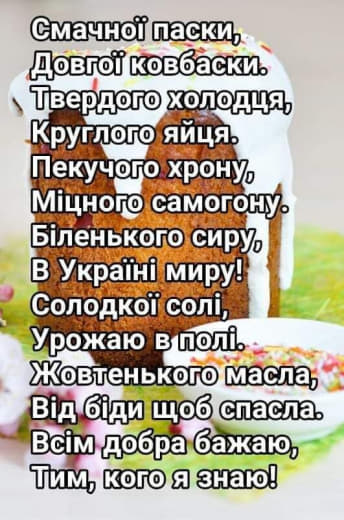 Смачної паски,
Довгої ковбаски.
Твердого холодця,
Круглого яйця.
Пекучого хрону,
Міцного самогону.
Біленького сиру,
В Україні миру!
Солодкої солі,
Урожаю в полі.
Жовтенького масла,
Від біди щоб спасла.
Всім добра бажаю,
Тим, кого я знаю!